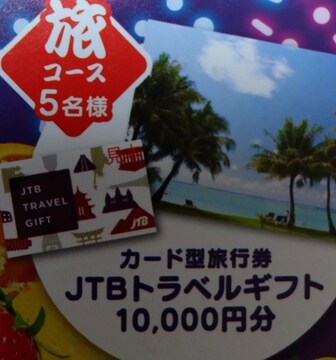 旅
コース
5名様
JTB
TRAVEL
GIFT
JTB
カード型旅行券
JTBトラベルギフト
10,000円分